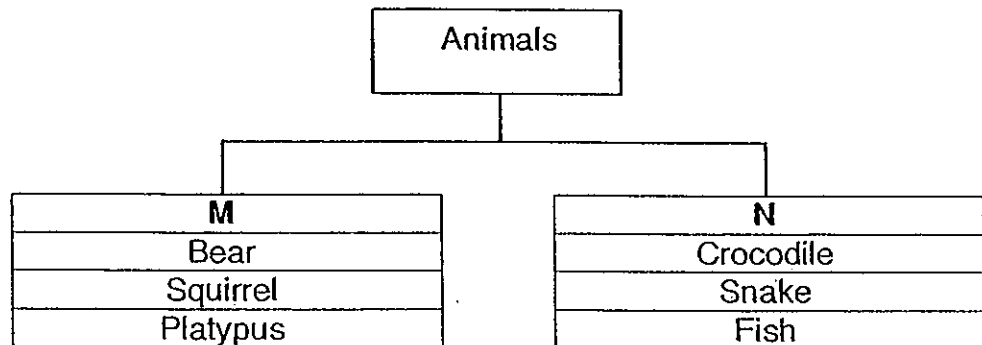 Animals
M
Bear
Squirrel
Platypus
N
Crocodile
Snake
Fish